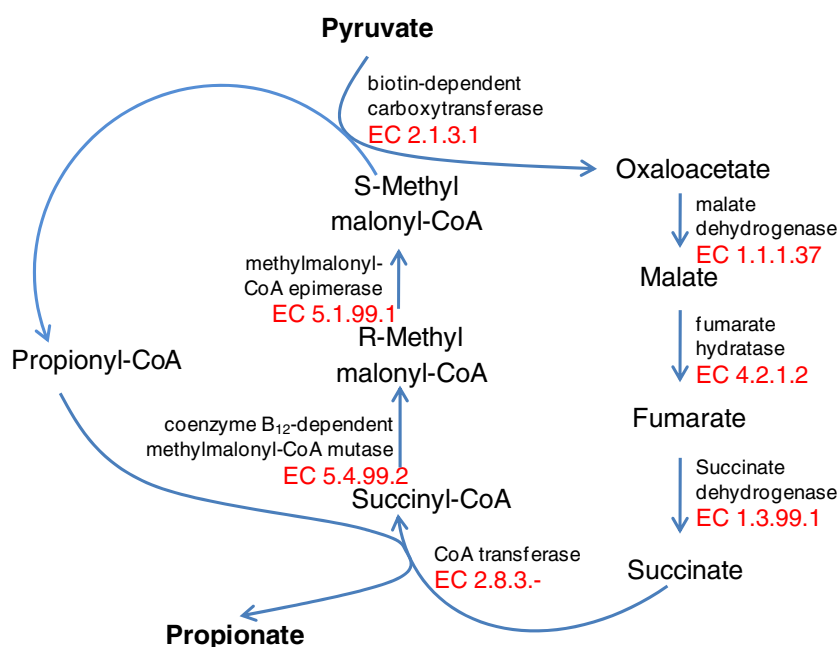 Pyruvate
biotin-dependent
carboxytransferase
EC 2.1.3.1
Oxaloacetate
S-Methyl
malonyl-CoA
malate
dehydrogenase
EC 1.1.1.37
Malate
methylmalonyl-
CoA epimerase
EC 5.1.99.1
R-Methyl
malonyl-CoA
fumarate
hydratase
EC 4.2.1.2
Propionyl-CoA
Fumarate
coenzyme B₁₂-dependent
methylmalonyl-CoA mutase
EC 5.4.99.2
Succinyl-CoA
Succinate
dehydrogenase
EC 1.3.99.1
CoA transferase
EC 2.8.3.-
Succinate
Propionate